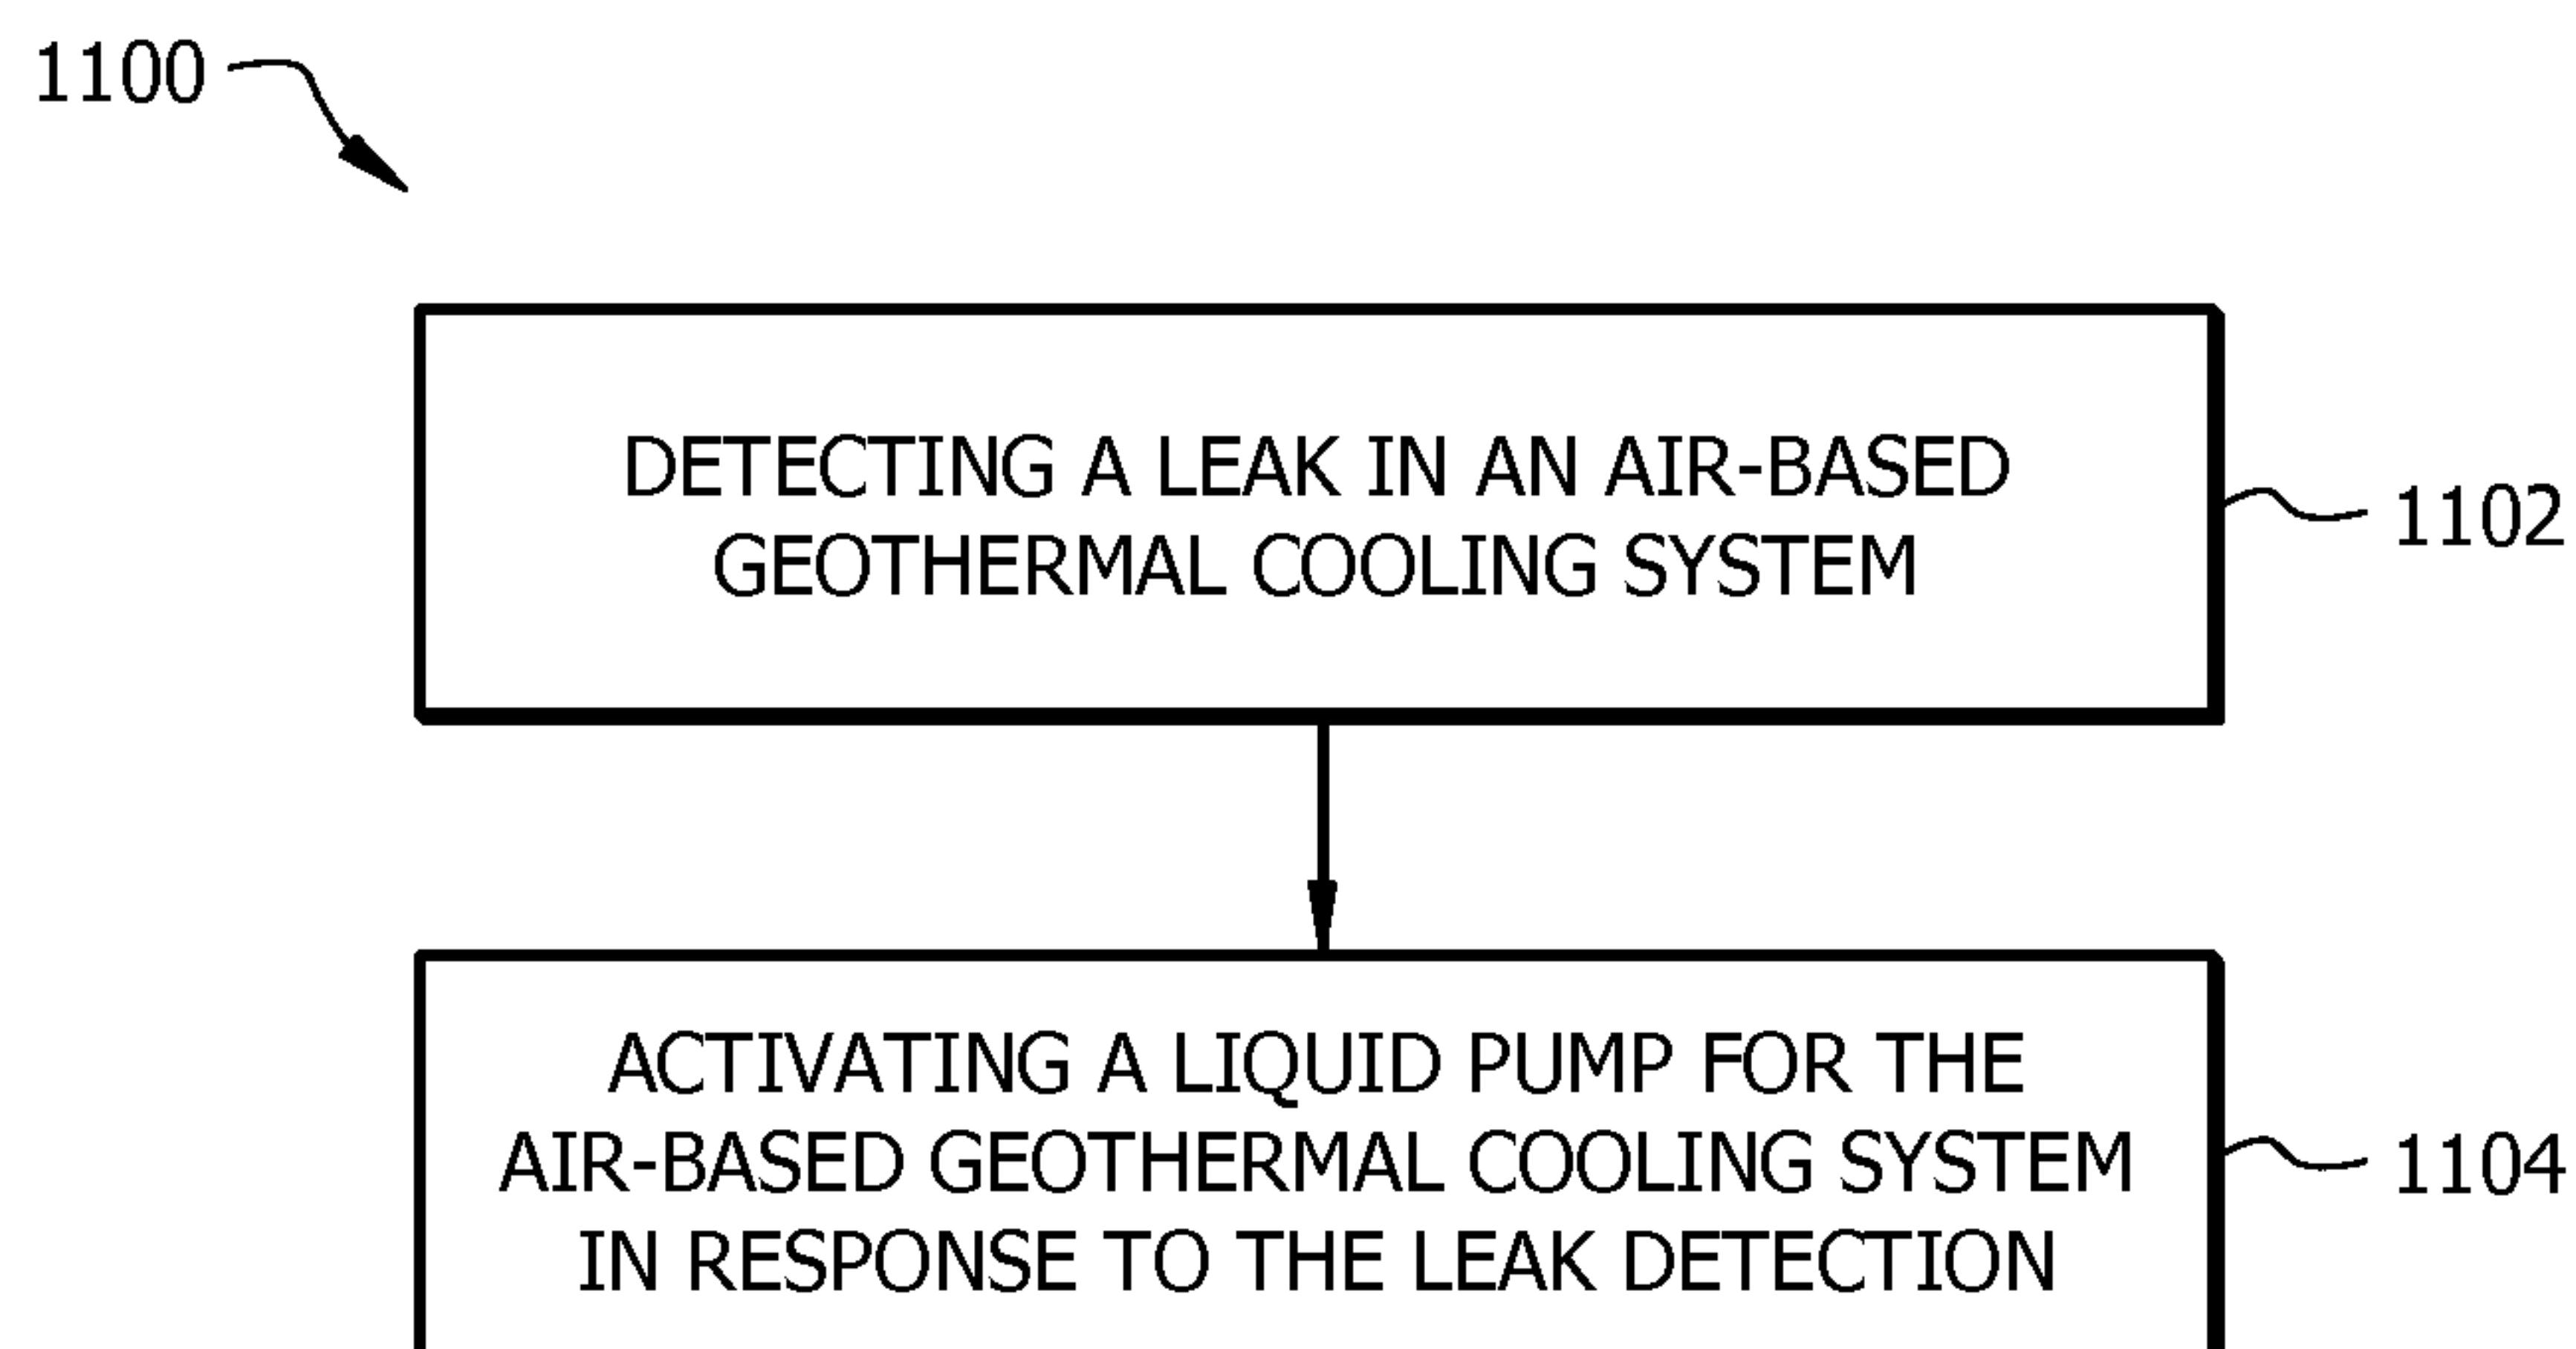 1100
DETECTING A LEAK IN AN AIR-BASED
GEOTHERMAL COOLING SYSTEM
1102
ACTIVATING A LIQUID PUMP FOR THE
AIR-BASED GEOTHERMAL COOLING SYSTEM
IN RESPONSE TO THE LEAK DETECTION
1104